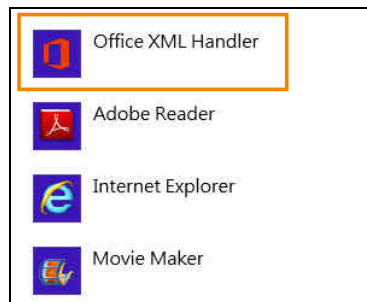 Office XML Handler
Adobe Reader
Internet Explorer
Movie Maker